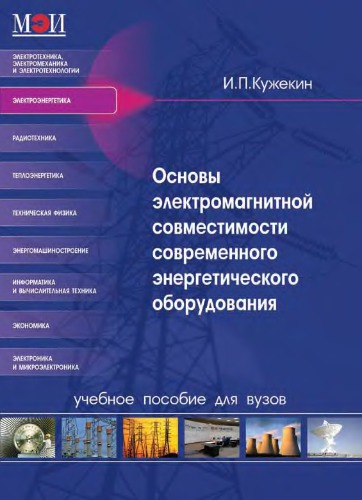 МЭИ
ЭЛЕКТРОТЕХНИКА,
ЭЛЕКТРОМЕХАНИКА
И ЭЛЕКТРОТЕХНОЛОГИИ
ЭЛЕКТРОЭНЕРГЕТИКА
РАДИОТЕХНИКА
ТЕПЛОЭНЕРГЕТИКА
ТЕХНИЧЕСКАЯ ФИЗИКА
ЭНЕРГОМАШИНОСТРОЕНИЕ
ИНФОРМАТИКА
И ВЫЧИСЛИТЕЛЬНАЯ ТЕХНИКА
ЭКОНОМИКА
ЭЛЕКТРОНИКА
И МИКРОЭЛЕКТРОНИКА
И.П.Кужекин
Основы
электромагнитной
совместимости
современного
энергетического
оборудования
учебное пособие для вузов